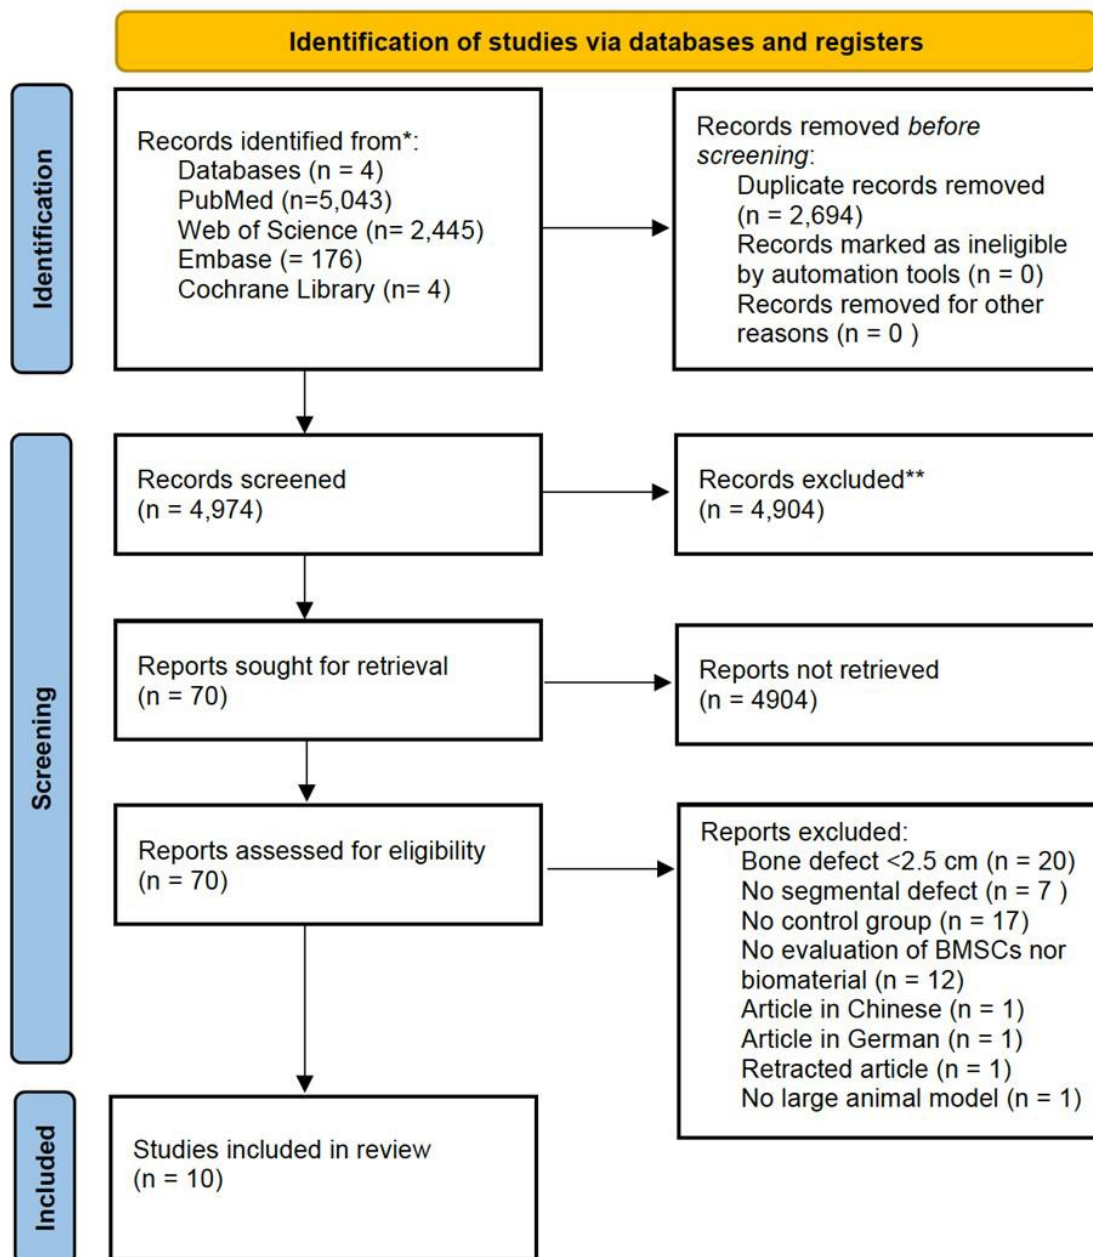 Identification of studies via databases and registers
Identification
Records identified from*:
Databases (n = 4)
PubMed (n=5,043)
Web of Science (n= 2,445)
Embase (= 176)
Cochrane Library (n= 4)
Records removed before
screening:
Duplicate records removed
(n = 2,694)
Records marked as ineligible
by automation tools (n = 0)
Records removed for other
reasons (n = 0 )
Screening
Records screened
(n = 4,974)
Records excluded**
(n = 4,904)
Reports sought for retrieval
(n = 70)
Reports not retrieved
(n = 4904)
Reports assessed for eligibility
(n = 70)
Reports excluded:
Bone defect <2.5 cm (n = 20)
No segmental defect (n = 7 )
No control group (n = 17)
No evaluation of BMSCs nor
biomaterial (n = 12)
Article in Chinese (n = 1)
Article in German (n = 1)
Retracted article (n = 1)
No large animal model (n = 1)
Included
Studies included in review
(n = 10)